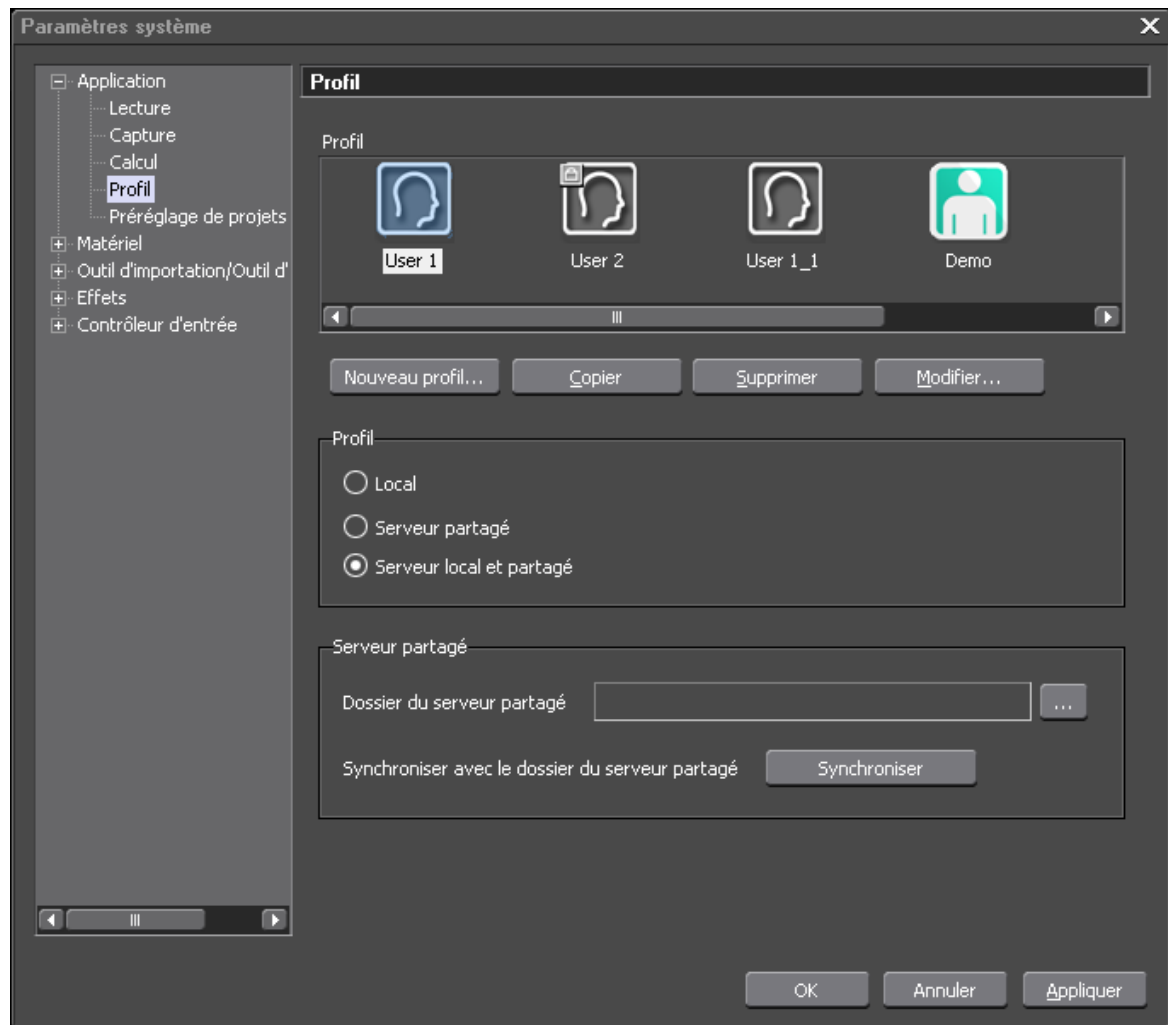 Paramètres système
Application
Lecture
Capture
Calcul
Profil
Préréglage de projets
Matériel
Outil d'importation/Outil d'
Effets
Contrôleur d'entrée
Profil
Profil
User 1
User 2
User 1_1
Demo
Nouveau profil...
Copier
Supprimer
Modifier...
Profil
Local
Serveur partagé
Serveur local et partagé
Serveur partagé
Dossier du serveur partagé
...
Synchroniser avec le dossier du serveur partagé
Synchroniser
OK
Annuler
Appliquer